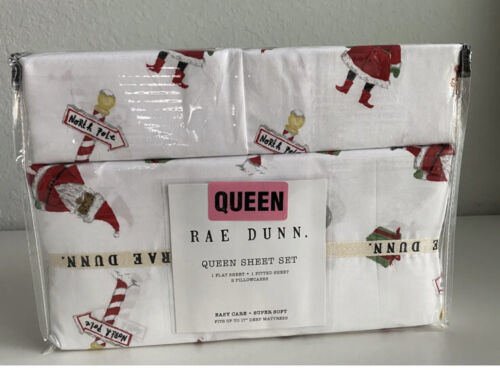 NORTH POLE
QUEEN
RAE DUNN.
QUEEN SHEET SET
1 FLAT SHEET • 1 FITTED SHEET
2 PILLOWCASES
EASY CARE • SUPER SOFT
FITS UP TO 17" DEEP MATTRESS
RAE DUNN.
RAE DUNN.
North Pole
North Pole